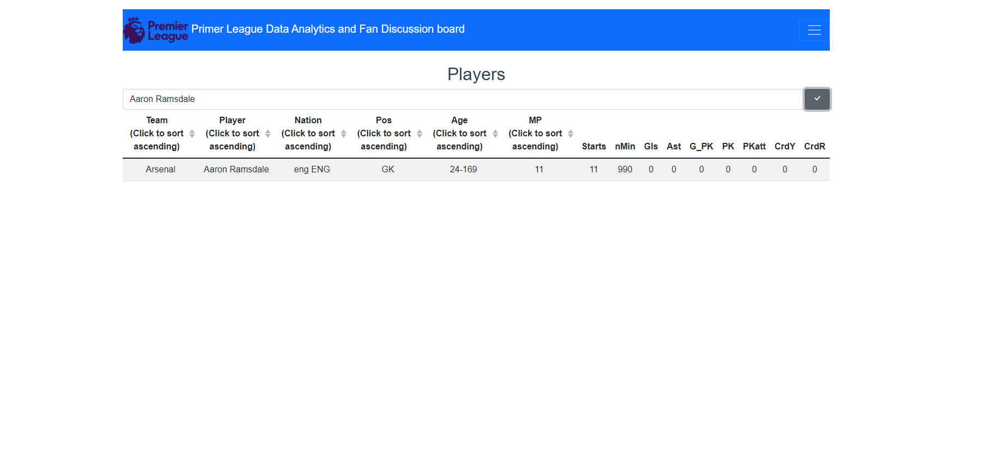 Premier
League
Primer League Data Analytics and Fan Discussion board
Players
Aaron Ramsdale
Team Player Nation Pos Age MP
(Click to sort (Click to sort (Click to sort (Click to sort (Click to sort (Click to sort
ascending) ascending) ascending) ascending) ascending) ascending) Starts nMin Gls Ast G_PK PK PKatt CrdY CrdR
Arsenal Aaron Ramsdale eng ENG GK 24-169 11 11 990 0 0 0 0 0 0 0